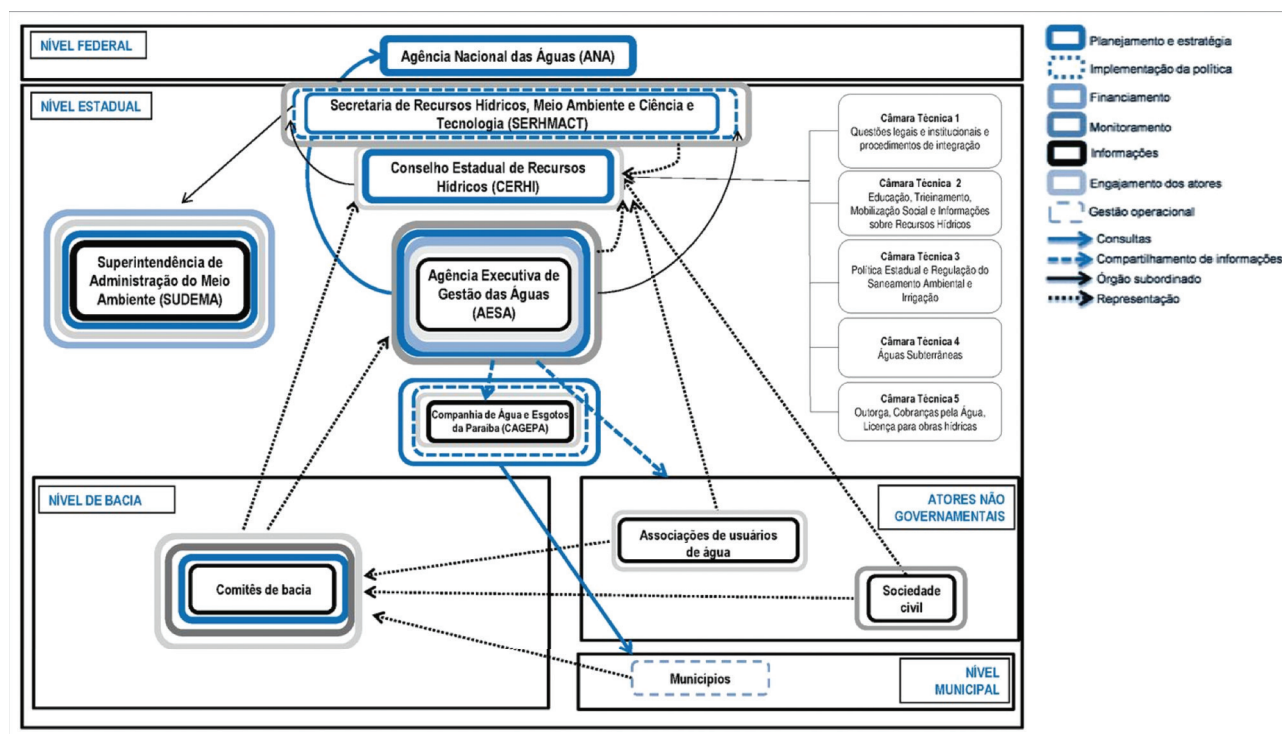 NÍVEL FEDERAL
Agência Nacional das Águas (ANA)
NÍVEL ESTADUAL
Secretaria de Recursos Hídricos, Meio Ambiente e Ciência e
Tecnologia (SERHMACT)
Conselho Estadual de Recursos
Hídricos (CERHI)
Superintendência de
Administração do Meio
Ambiente (SUDEMA)
Agência Executiva de
Gestão das Águas
(AESA)
Companhia de Água e Esgotos
da Paraíba (CAGEPA)
Câmara Técnica 1
Questões legais e institucionais e
procedimentos de integração
Câmara Técnica 2
Educação, Trieinamento,
Mobilização Social e Informações
sobre Recursos Hídricos
Câmara Técnica 3
Política Estadual e Regulação do
Saneamento Ambiental e
Irrigação
Câmara Técnica 4
Águas Subterrâneas
Câmara Técnica 5
Outorga, Cobranças pela Água,
Licença para obras hídricas
NÍVEL DE BACIA
Comitês de bacia
ATORES NÃO
GOVERNAMENTAIS
Associações de usuários
de água
Sociedade
civil
Municípios
NÍVEL
MUNICIPAL
Planejamento e estratégia
Implementação da política
Financiamento
Monitoramento
Informações
Engajamento dos atores
Gestão operacional
Consultas
Compartilhamento de informações
Órgão subordinado
Representação